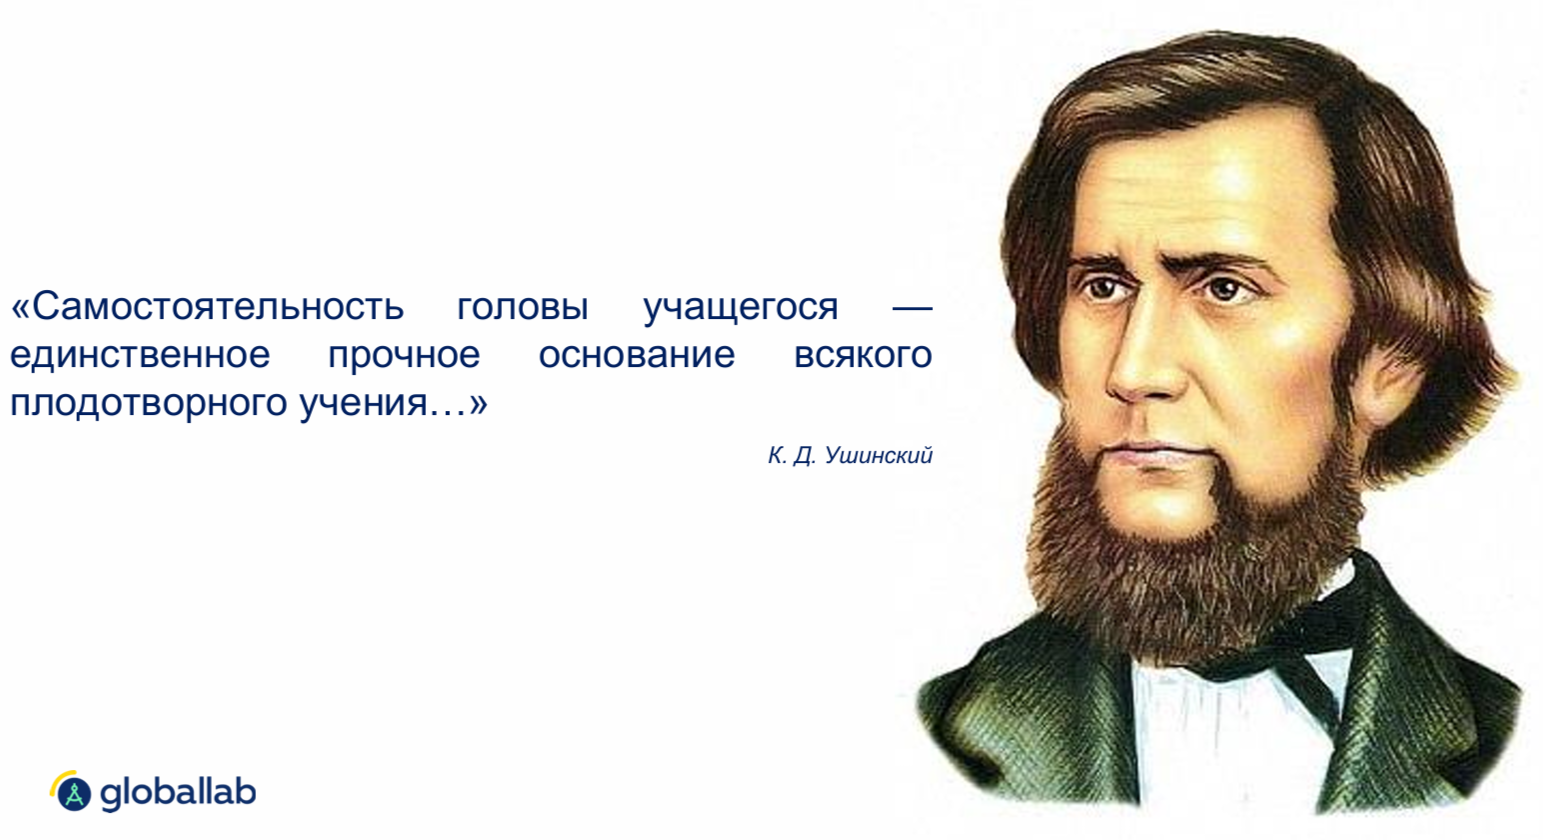 «Самостоятельность головы учащегося —
единственное прочное основание всякого
плодотворного учения…»
К. Д. Ушинский
globallab